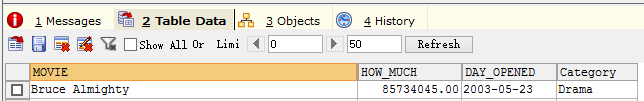 1 Messages 2 Table Data 3 Objects 4 History
Show All Or Limi 0 50 Refresh
MOVIE HOW_MUCH DAY_OPENED Category
Bruce Almighty 85734045.00 2003-05-23 Drama